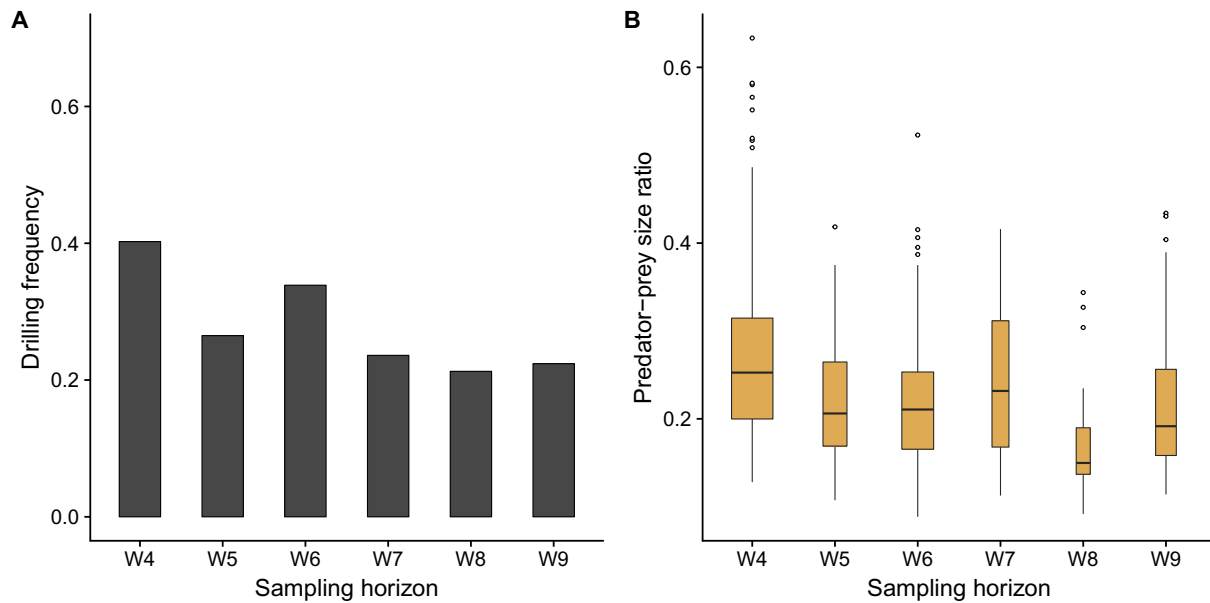 A
Drilling frequency
0.6
0.4
0.2
0.0
W4 W5 W6 W7 W8 W9
Sampling horizon
B
Predator−prey size ratio
0.6
0.4
0.2
W4 W5 W6 W7 W8 W9
Sampling horizon